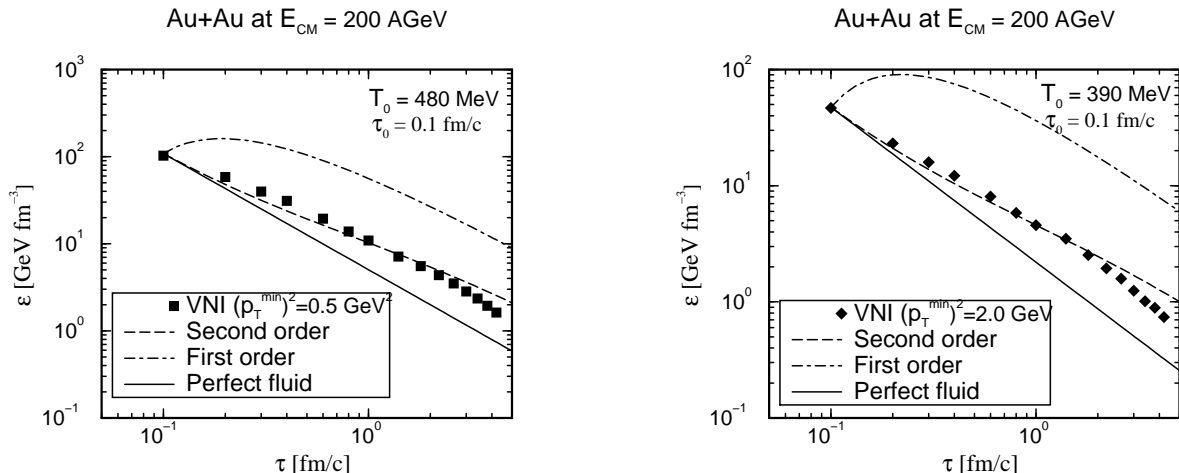 Au+Au at E_CM = 200 AGeV
10^3
10^2
10^1
10^0
10^−1
ε [GeV fm^−3]
T_0 = 480 MeV
τ_0 = 0.1 fm/c
VNI (p_T^min)^2=0.5 GeV^2
Second order
First order
Perfect fluid
10^−1
10^0
τ [fm/c]
Au+Au at E_CM = 200 AGeV
10^2
10^1
10^0
10^−1
ε [GeV fm^−3]
T_0 = 390 MeV
τ_0 = 0.1 fm/c
VNI (p_T^min)^2=2.0 GeV
Second order
First order
Perfect fluid
10^−1
10^0
τ [fm/c]